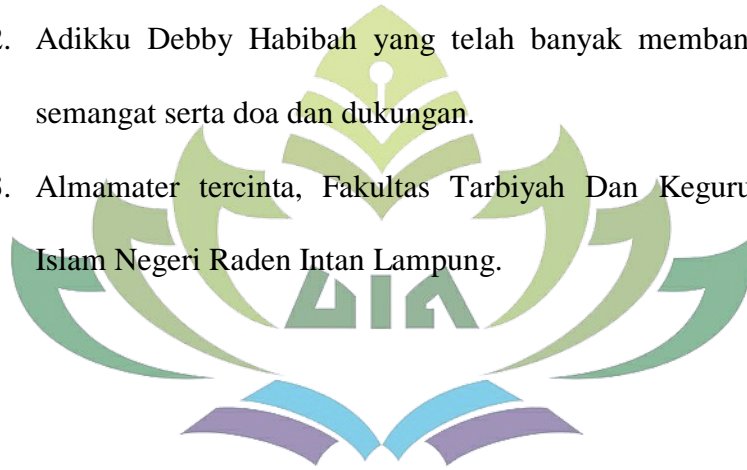 2. Adikku Debby Habibah yang telah banyak memban
semangat serta doa dan dukungan.
3. Almamater tercinta, Fakultas Tarbiyah Dan Keguru
Islam Negeri Raden Intan Lampung.